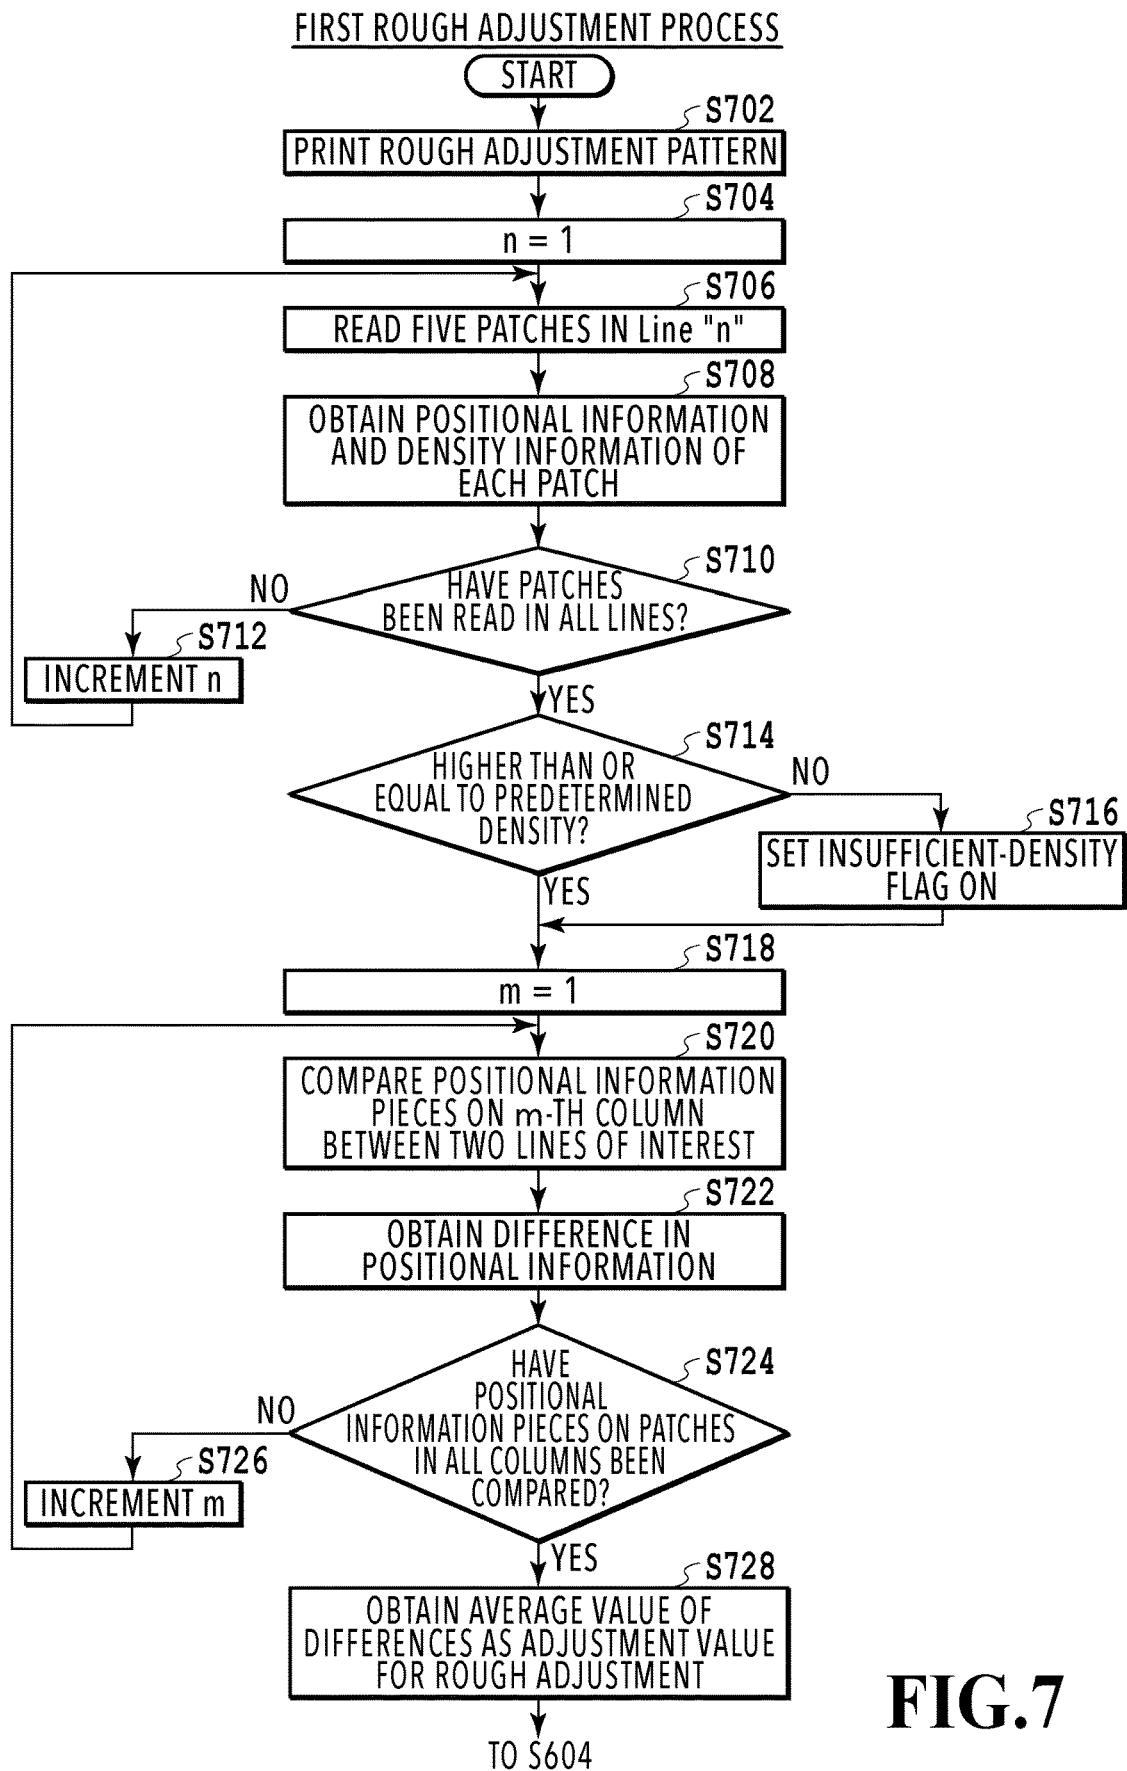 FIRST ROUGH ADJUSTMENT PROCESS
START
S702
PRINT ROUGH ADJUSTMENT PATTERN
S704
n = 1
S706
READ FIVE PATCHES IN Line "n"
S708
OBTAIN POSITIONAL INFORMATION
AND DENSITY INFORMATION OF
EACH PATCH
S710
HAVE PATCHES
BEEN READ IN ALL LINES?
NO
S712
INCREMENT n
YES
S714
HIGHER THAN OR
EQUAL TO PREDETERMINED
DENSITY?
NO
S716
SET INSUFFICIENT-DENSITY
FLAG ON
YES
S718
m = 1
S720
COMPARE POSITIONAL INFORMATION
PIECES ON m-TH COLUMN
BETWEEN TWO LINES OF INTEREST
S722
OBTAIN DIFFERENCE IN
POSITIONAL INFORMATION
S724
HAVE
POSITIONAL
INFORMATION PIECES ON PATCHES
IN ALL COLUMNS BEEN
COMPARED?
NO
S726
INCREMENT m
YES
S728
OBTAIN AVERAGE VALUE OF
DIFFERENCES AS ADJUSTMENT VALUE
FOR ROUGH ADJUSTMENT
TO S604
FIG.7